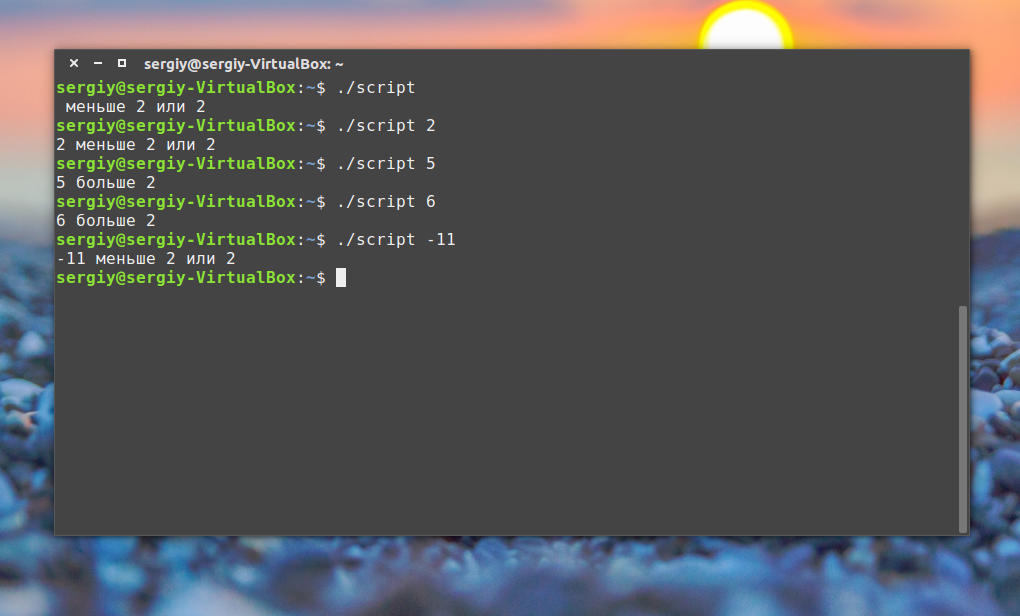 sergiy@sergiy-VirtualBox: ~
sergiy@sergiy-VirtualBox:~$ ./script
 меньше 2 или 2
sergiy@sergiy-VirtualBox:~$ ./script 2
2 меньше 2 или 2
sergiy@sergiy-VirtualBox:~$ ./script 5
5 больше 2
sergiy@sergiy-VirtualBox:~$ ./script 6
6 больше 2
sergiy@sergiy-VirtualBox:~$ ./script -11
-11 меньше 2 или 2
sergiy@sergiy-VirtualBox:~$